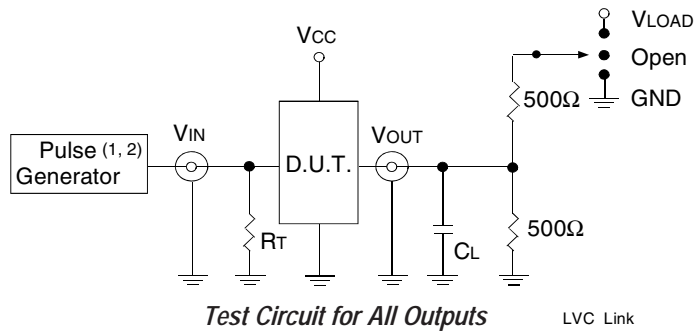 VLOAD
VCC
Open
500Ω
GND
VIN
VOUT
Pulse (1, 2)
Generator
D.U.T.
500Ω
RT
CL
Test Circuit for All Outputs
LVC Link